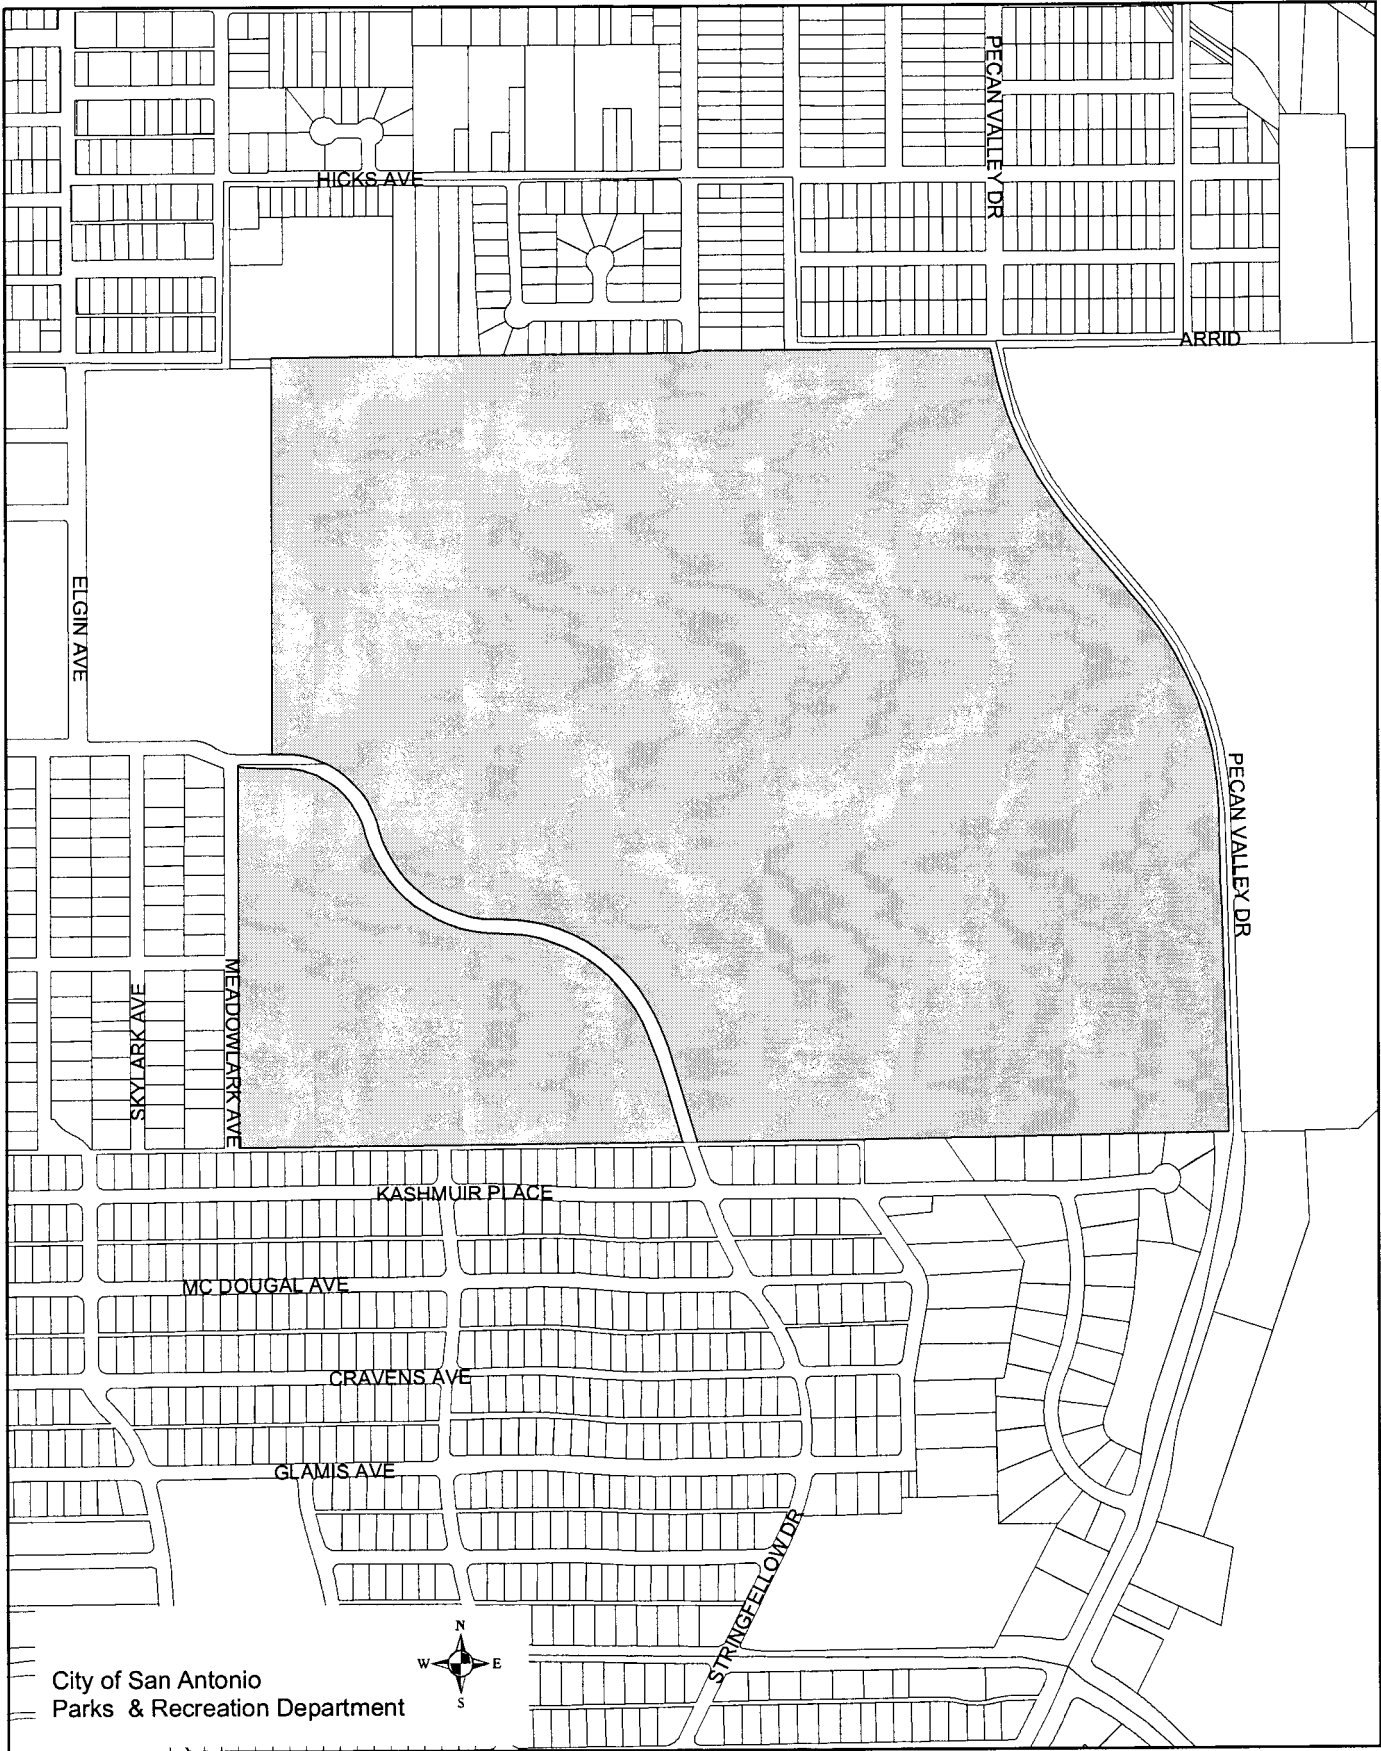 PECAN VALLEY DR
HICKS AVE
ARRID
ELGIN AVE
PECAN VALLEY DR
MEADOWLARK AVE
SKY ARK AVE
KASHMUIR PLACE
MC DOUGAL AVE
CRAVENS AVE
GLAMIS AVE
STRINGFELLOW DR
N
W E
S
City of San Antonio
Parks & Recreation Department